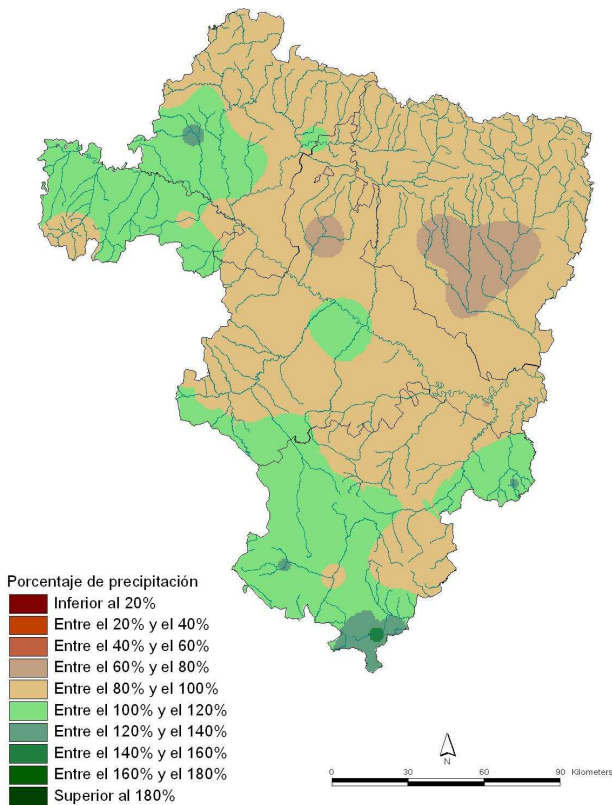 Porcentaje de precipitación
Inferior al 20%
Entre el 20% y el 40%
Entre el 40% y el 60%
Entre el 60% y el 80%
Entre el 80% y el 100%
Entre el 100% y el 120%
Entre el 120% y el 140%
Entre el 140% y el 160%
Entre el 160% y el 180%
Superior al 180%
N
0 30 60 90 Kilometers